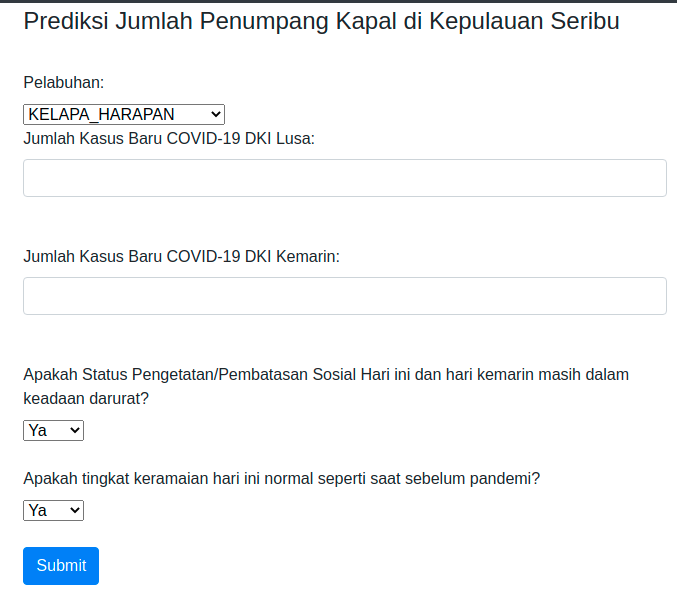 Prediksi Jumlah Penumpang Kapal di Kepulauan Seribu
Pelabuhan:
KELAPA_HARAPAN
Jumlah Kasus Baru COVID-19 DKI Lusa:
Jumlah Kasus Baru COVID-19 DKI Kemarin:
Apakah Status Pengetatan/Pembatasan Sosial Hari ini dan hari kemarin masih dalam
keadaan darurat?
Ya
Apakah tingkat keramaian hari ini normal seperti saat sebelum pandemi?
Ya
Submit